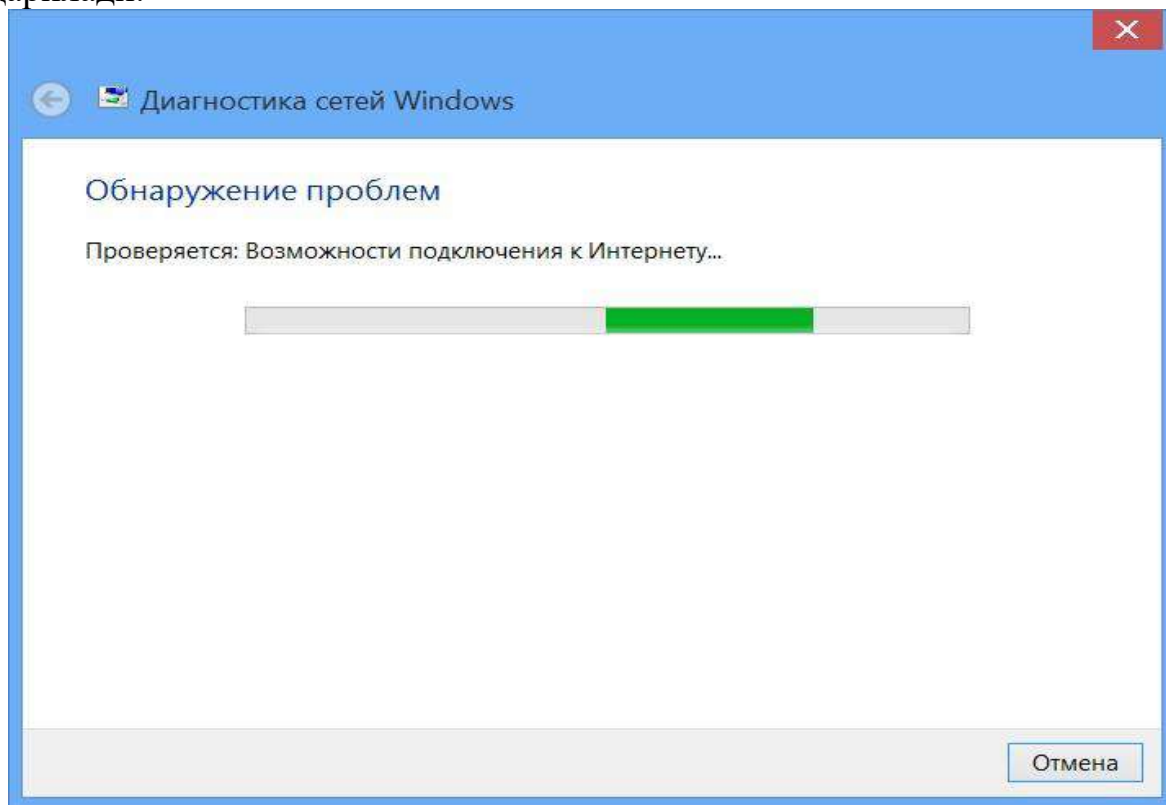 Диагностика сетей Windows
Обнаружение проблем
Проверяется: Возможности подключения к Интернету...
Отмена